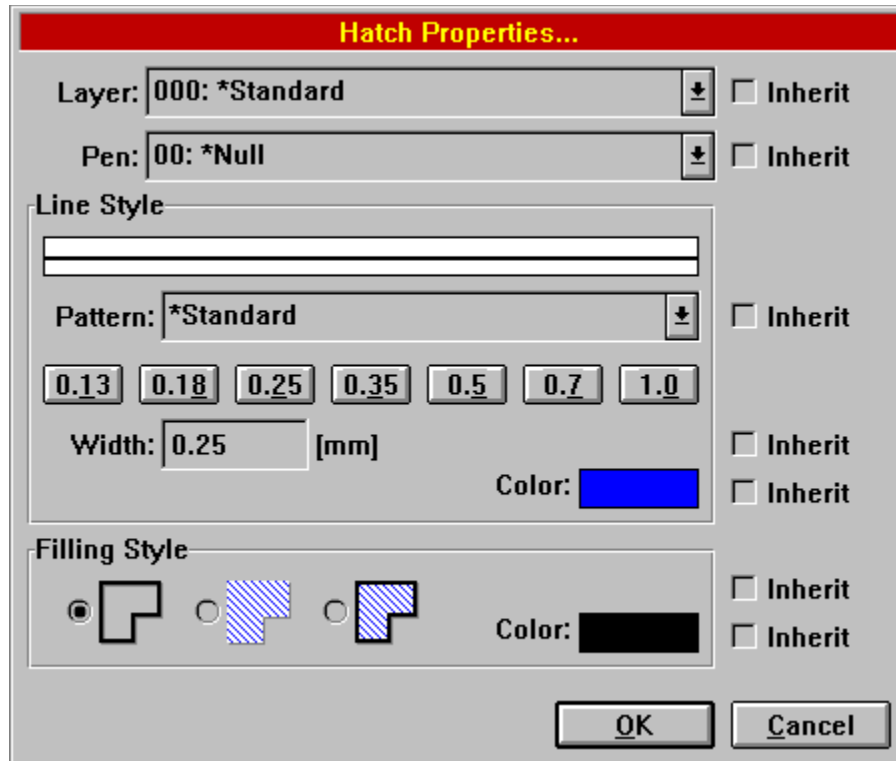 Hatch Properties...
Layer: 000: *Standard Inherit
Pen: 00: *Null Inherit
Line Style
Pattern: *Standard Inherit
0.13 0.18 0.25 0.35 0.5 0.7 1.0
Width: 0.25 [mm] Inherit
Color: Inherit
Filling Style
Inherit
Color: Inherit
OK Cancel